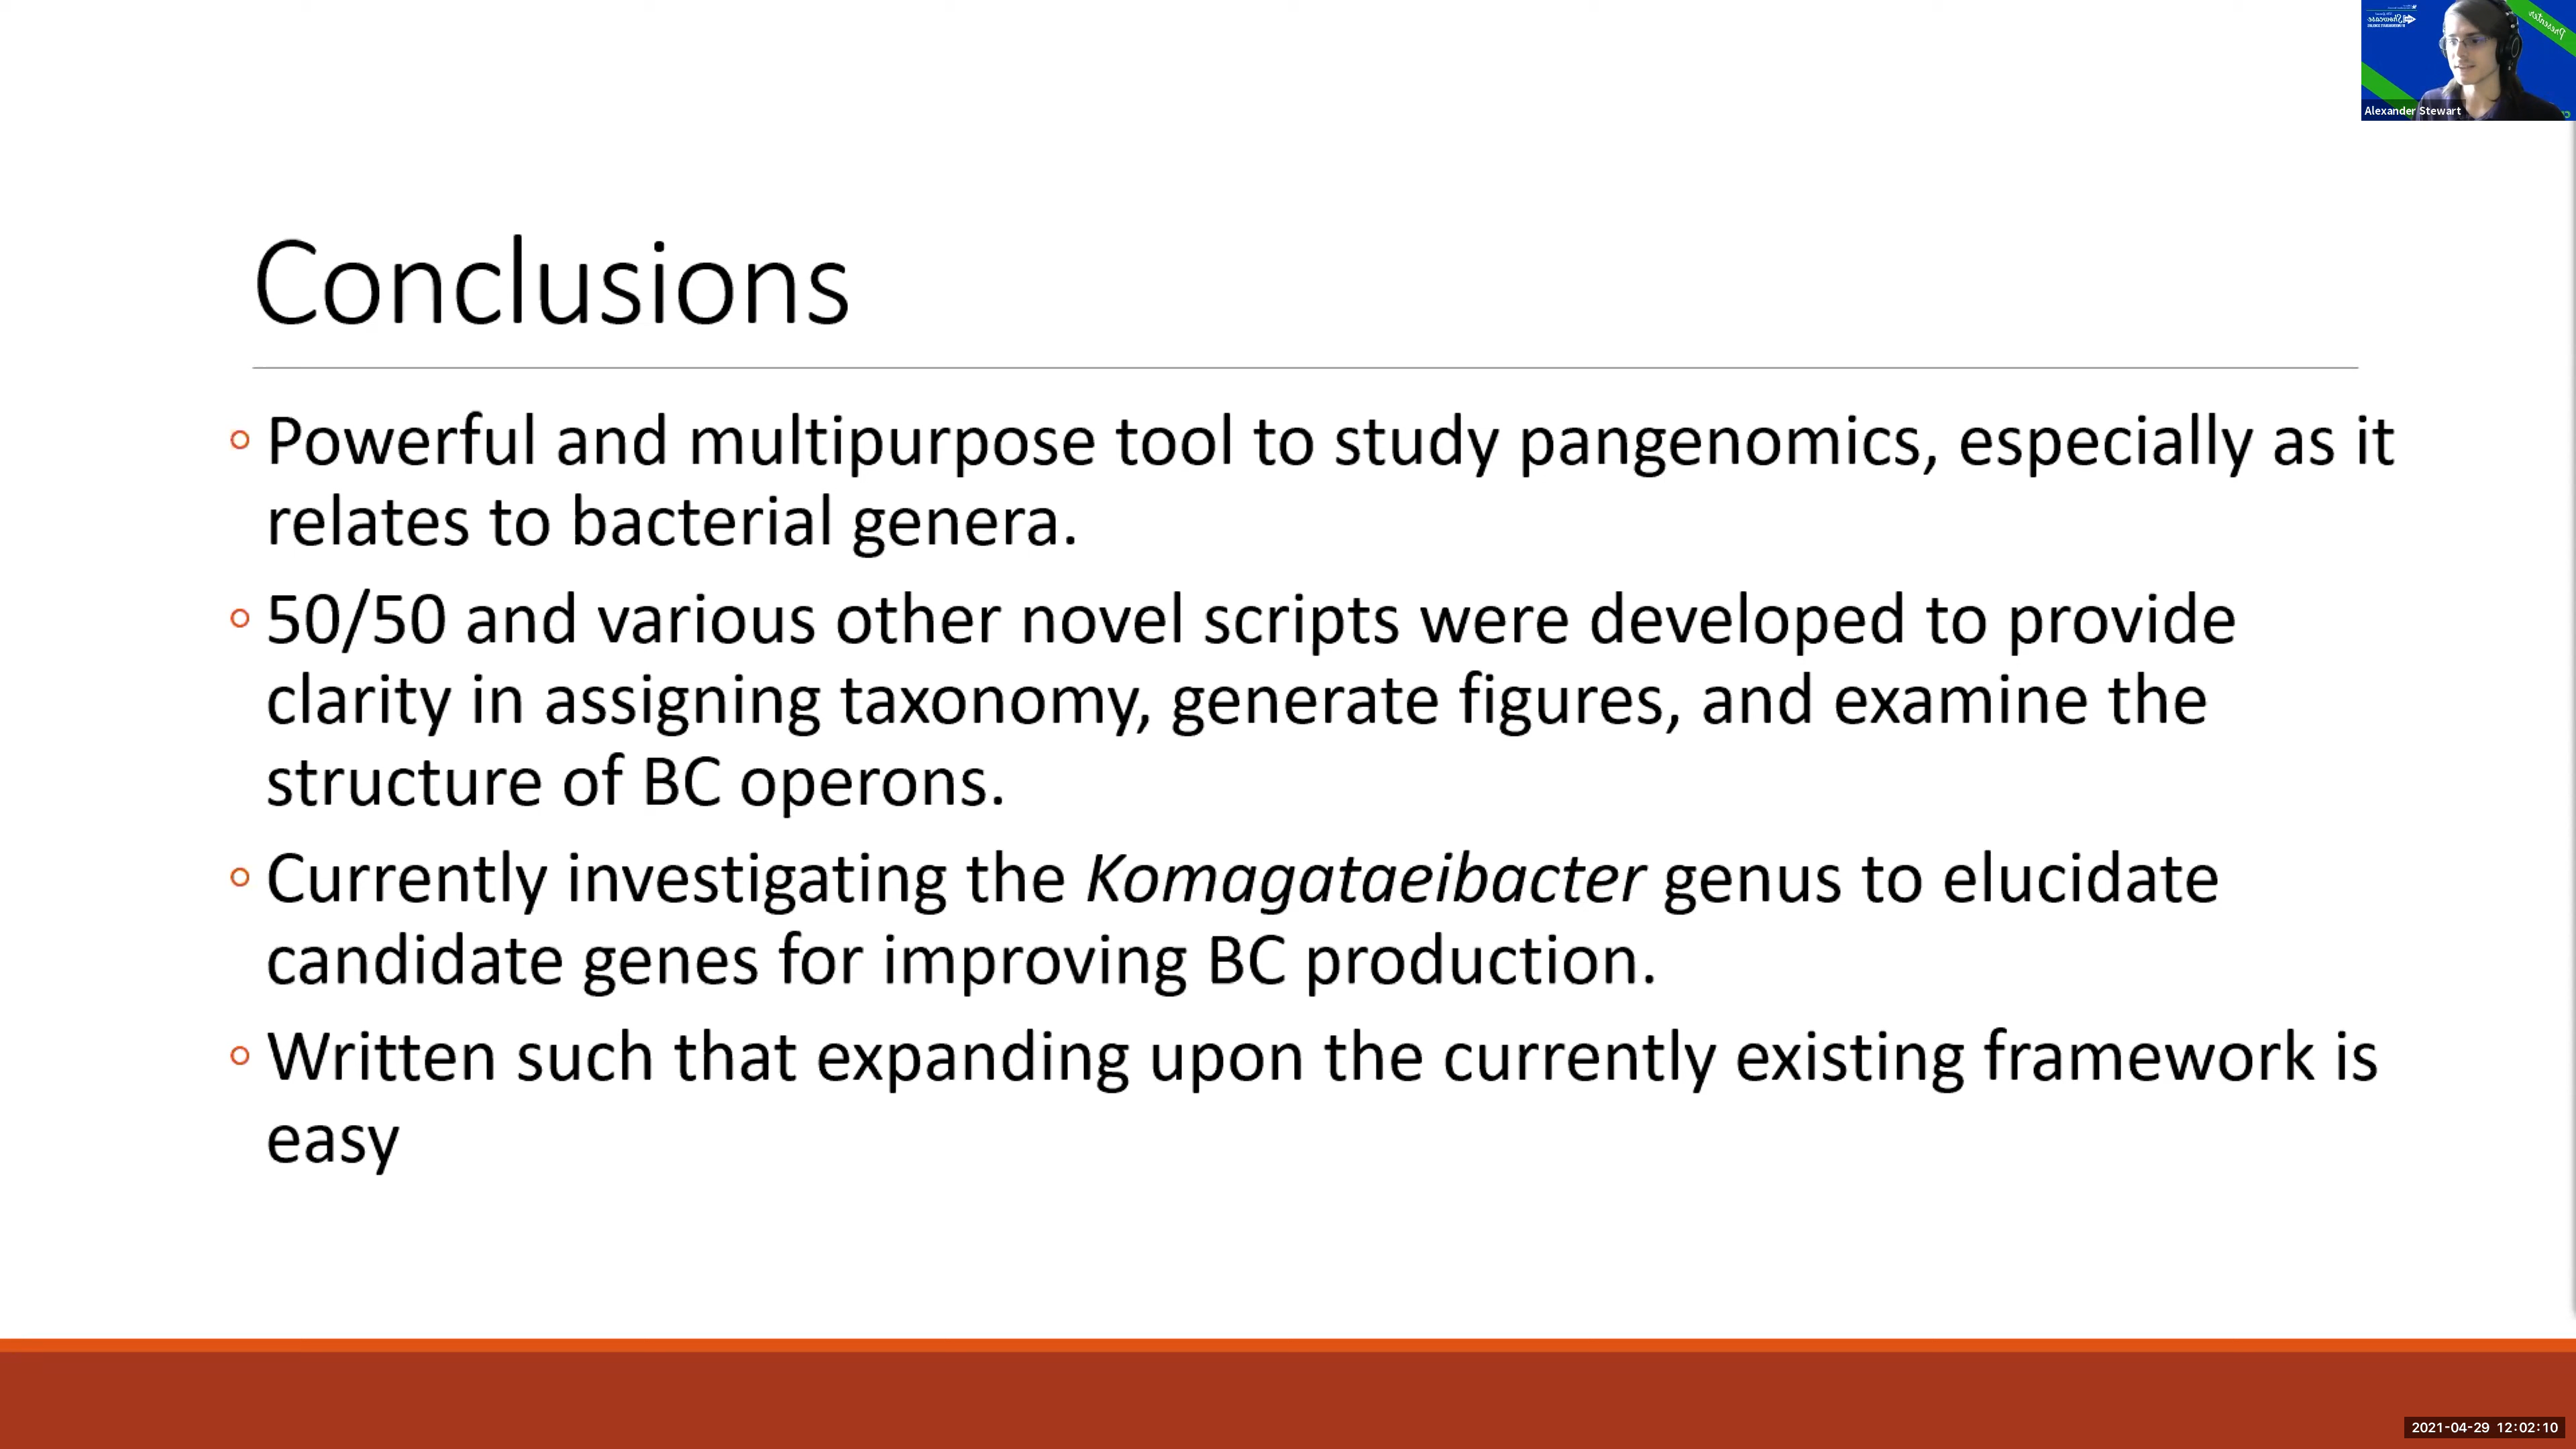 Alexander Stewart
Conclusions
Powerful and multipurpose tool to study pangenomics, especially as it
relates to bacterial genera.
50/50 and various other novel scripts were developed to provide
clarity in assigning taxonomy, generate figures, and examine the
structure of BC operons.
Currently investigating the Komagataeibacter genus to elucidate
candidate genes for improving BC production.
Written such that expanding upon the currently existing framework is
easy
2021-04-29 12:02:10